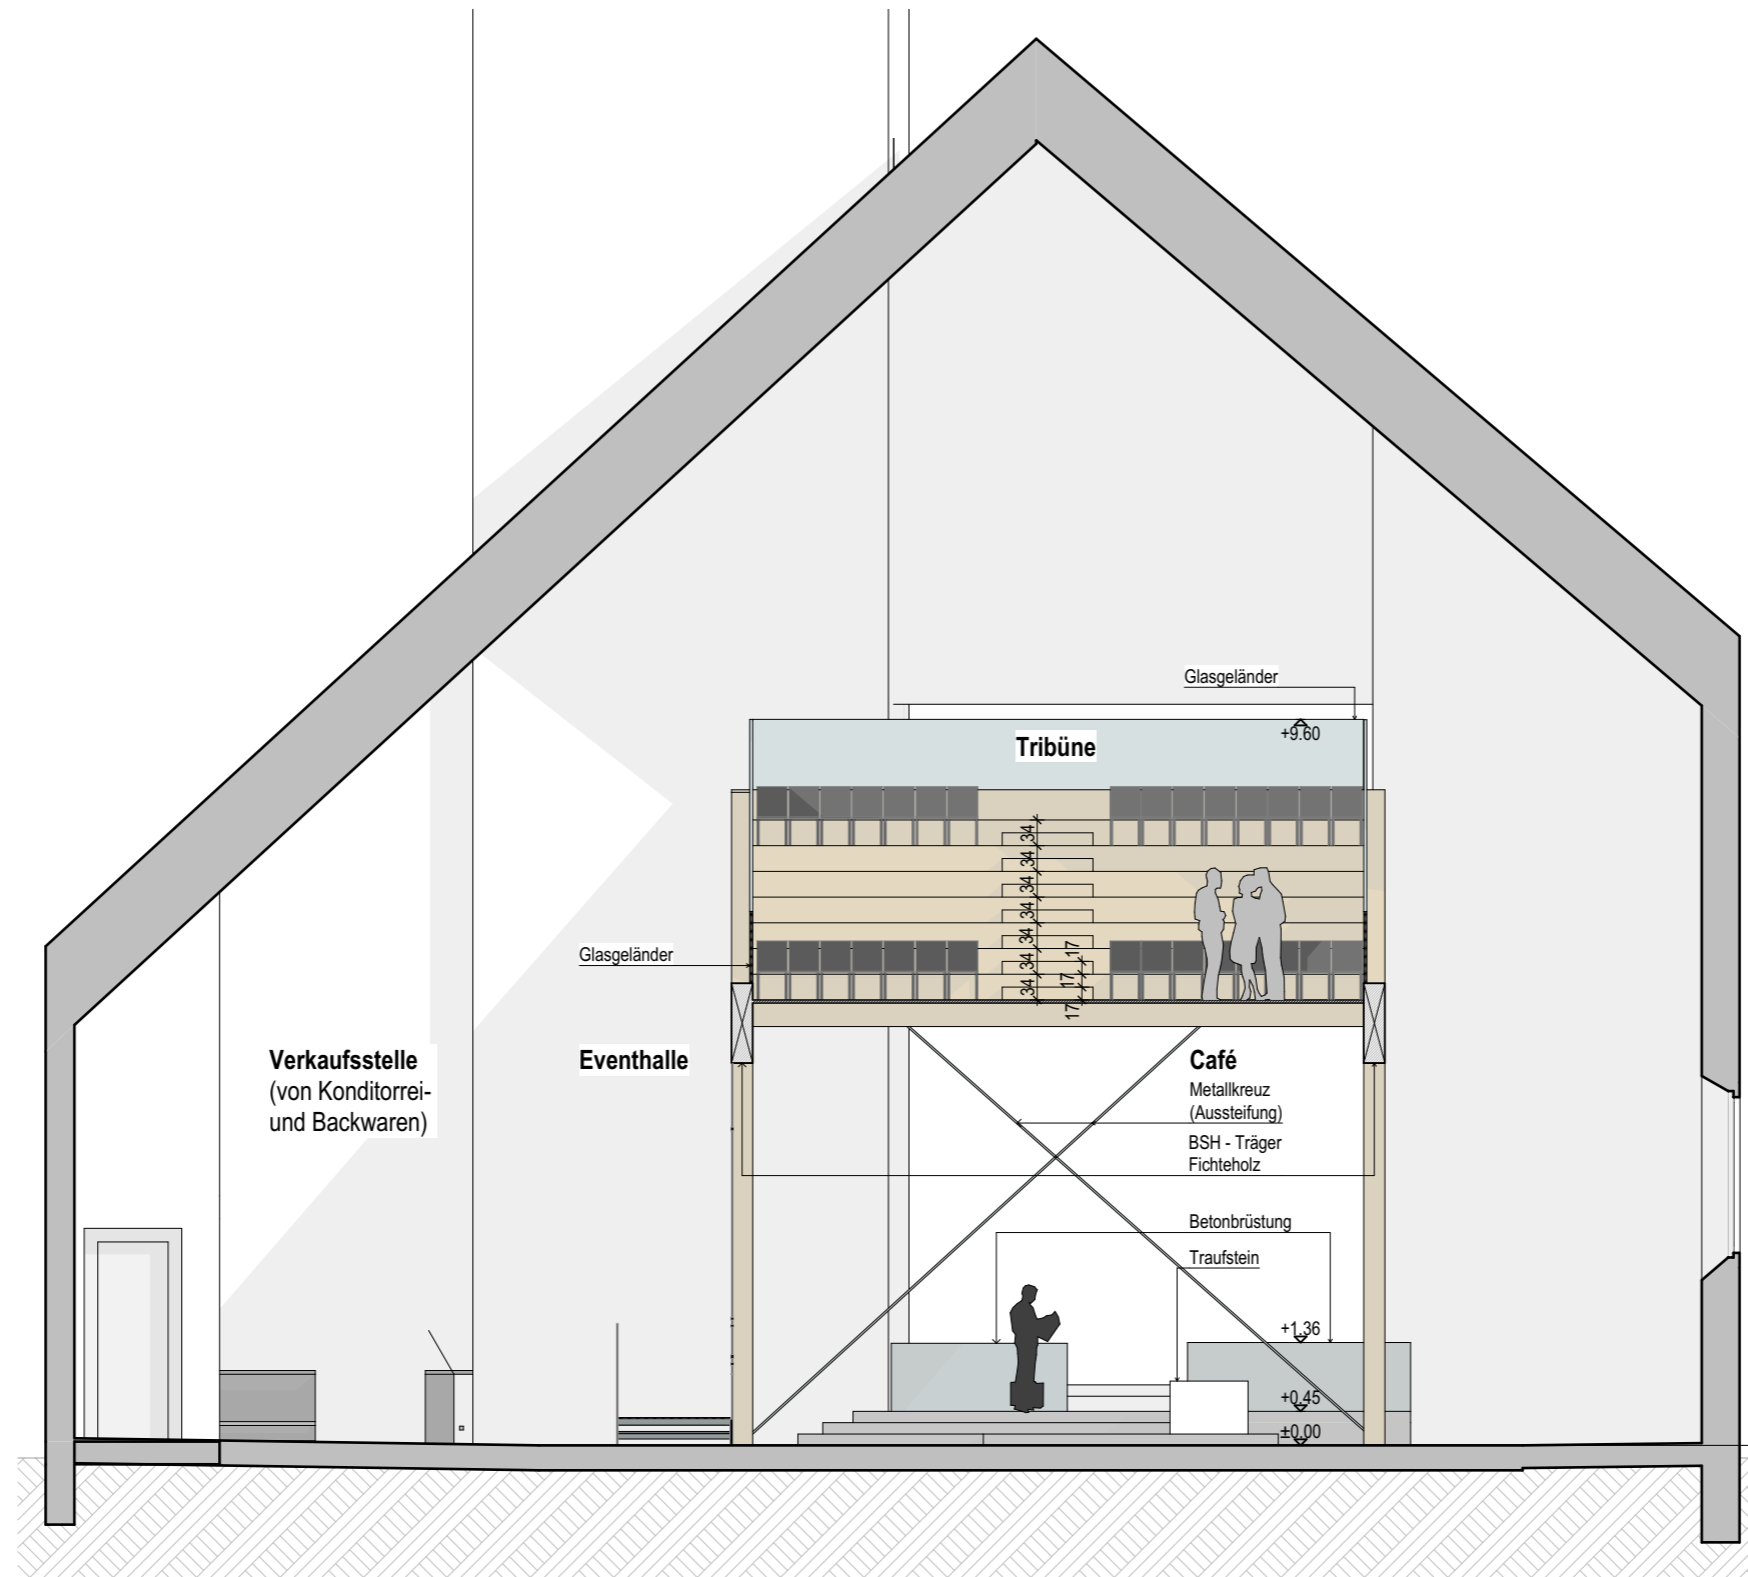 Glasgeländer
+9.60
Tribüne
34
34
34
34
34
34
34
17
17
17
Glasgeländer
Verkaufsstelle
(von Konditorrei-
und Backwaren)
Eventhalle
Café
Metallkreuz
(Aussteifung)
BSH - Träger
Fichteholz
Betonbrüstung
Traufstein
+1.36
+0.45
±0.00